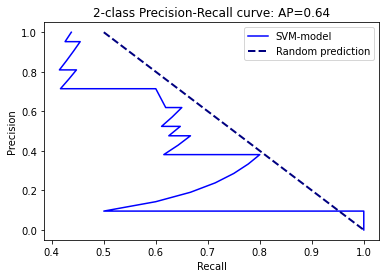 2-class Precision-Recall curve: AP=0.64
SVM-model
Random prediction
Precision
1.0
0.8
0.6
0.4
0.2
0.0
0.4 0.5 0.6 0.7 0.8 0.9 1.0
Recall